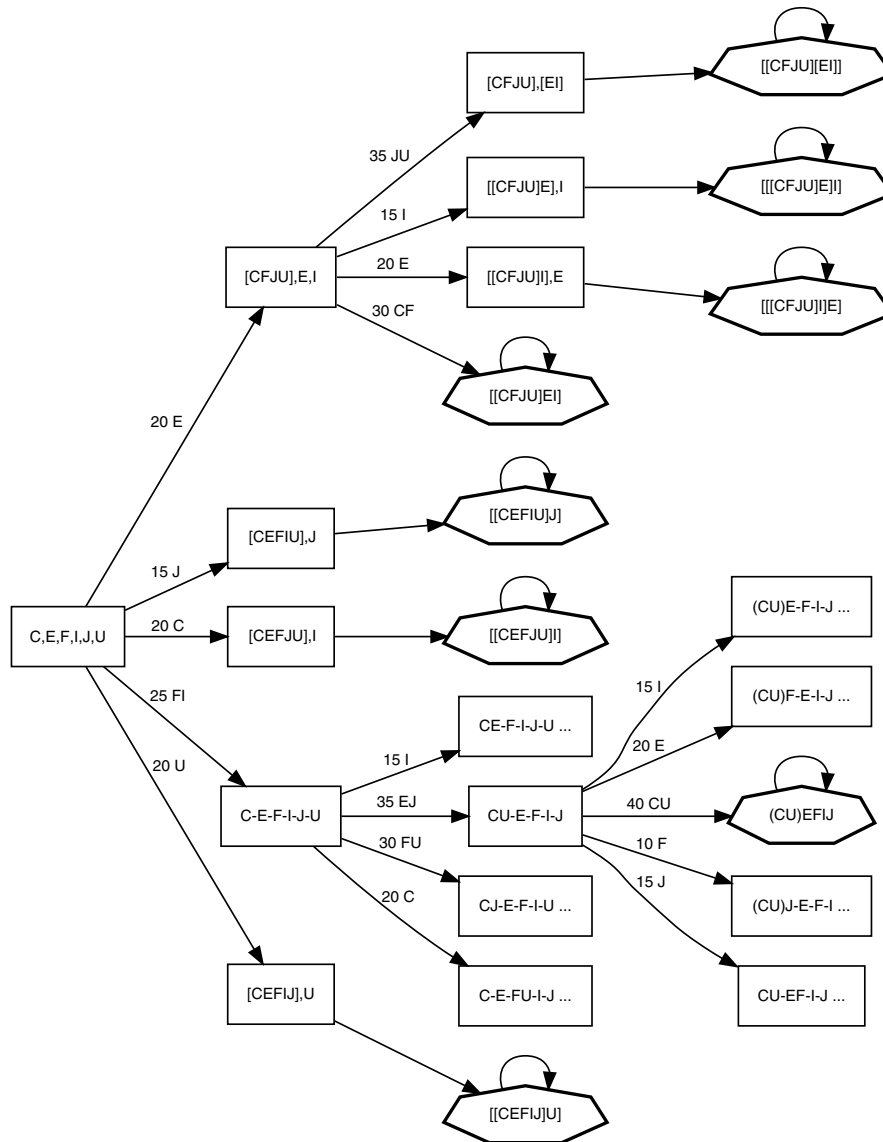 [CFJU],[EI]
[[CFJU][EI]]
35 JU
[[CFJU]E],I
[[[CFJU]E]I]
15 I
[CFJU],E,I
20 E
[[CFJU]I],E
[[[CFJU]I]E]
30 CF
[[CFJU]EI]
20 E
[CEFIU],J
[[CEFIU]J]
15 J
C,E,F,I,J,U
20 C
[CEFJU],I
[[CEFJU]I]
(CU)E-F-I-J ...
15 I
25 FI
CE-F-I-J-U ...
(CU)F-E-I-J ...
15 I
20 E
20 U
C-E-F-I-J-U
35 EJ
CU-E-F-I-J
40 CU
(CU)EFIJ
30 FU
10 F
CJ-E-F-I-U ...
(CU)J-E-F-I ...
20 C
15 J
[CEFIJ],U
C-E-FU-I-J ...
CU-EF-I-J ...
[[CEFIJ]U]